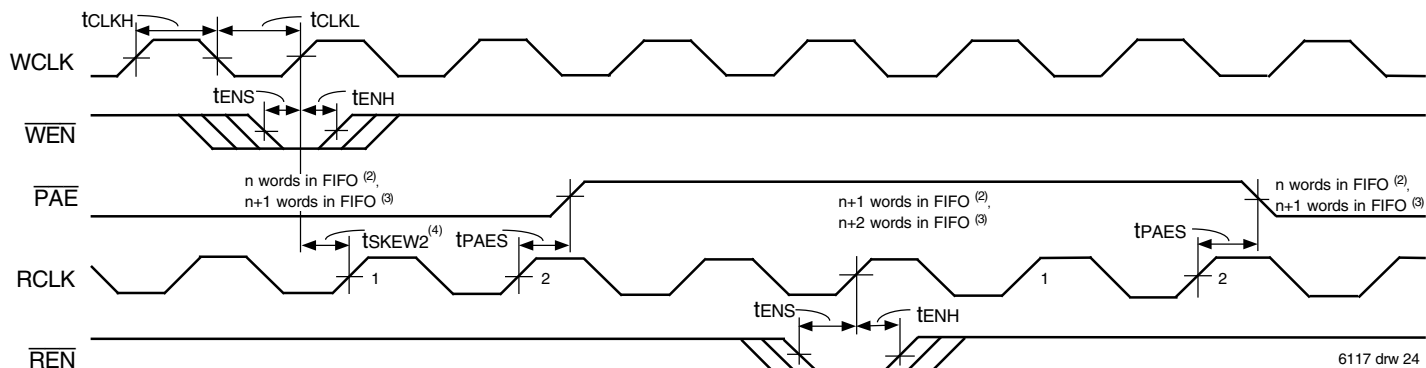 tCLKH
tCLKL
WCLK
tENS
tENH
WEN
n words in FIFO (2),
n+1 words in FIFO (3)
PAE
n+1 words in FIFO (2),
n+2 words in FIFO (3)
n words in FIFO (2),
n+1 words in FIFO (3)
tSKEW2(4)
tPAES
tPAES
RCLK
1
2
1
2
tENS
tENH
REN
6117 drw 24